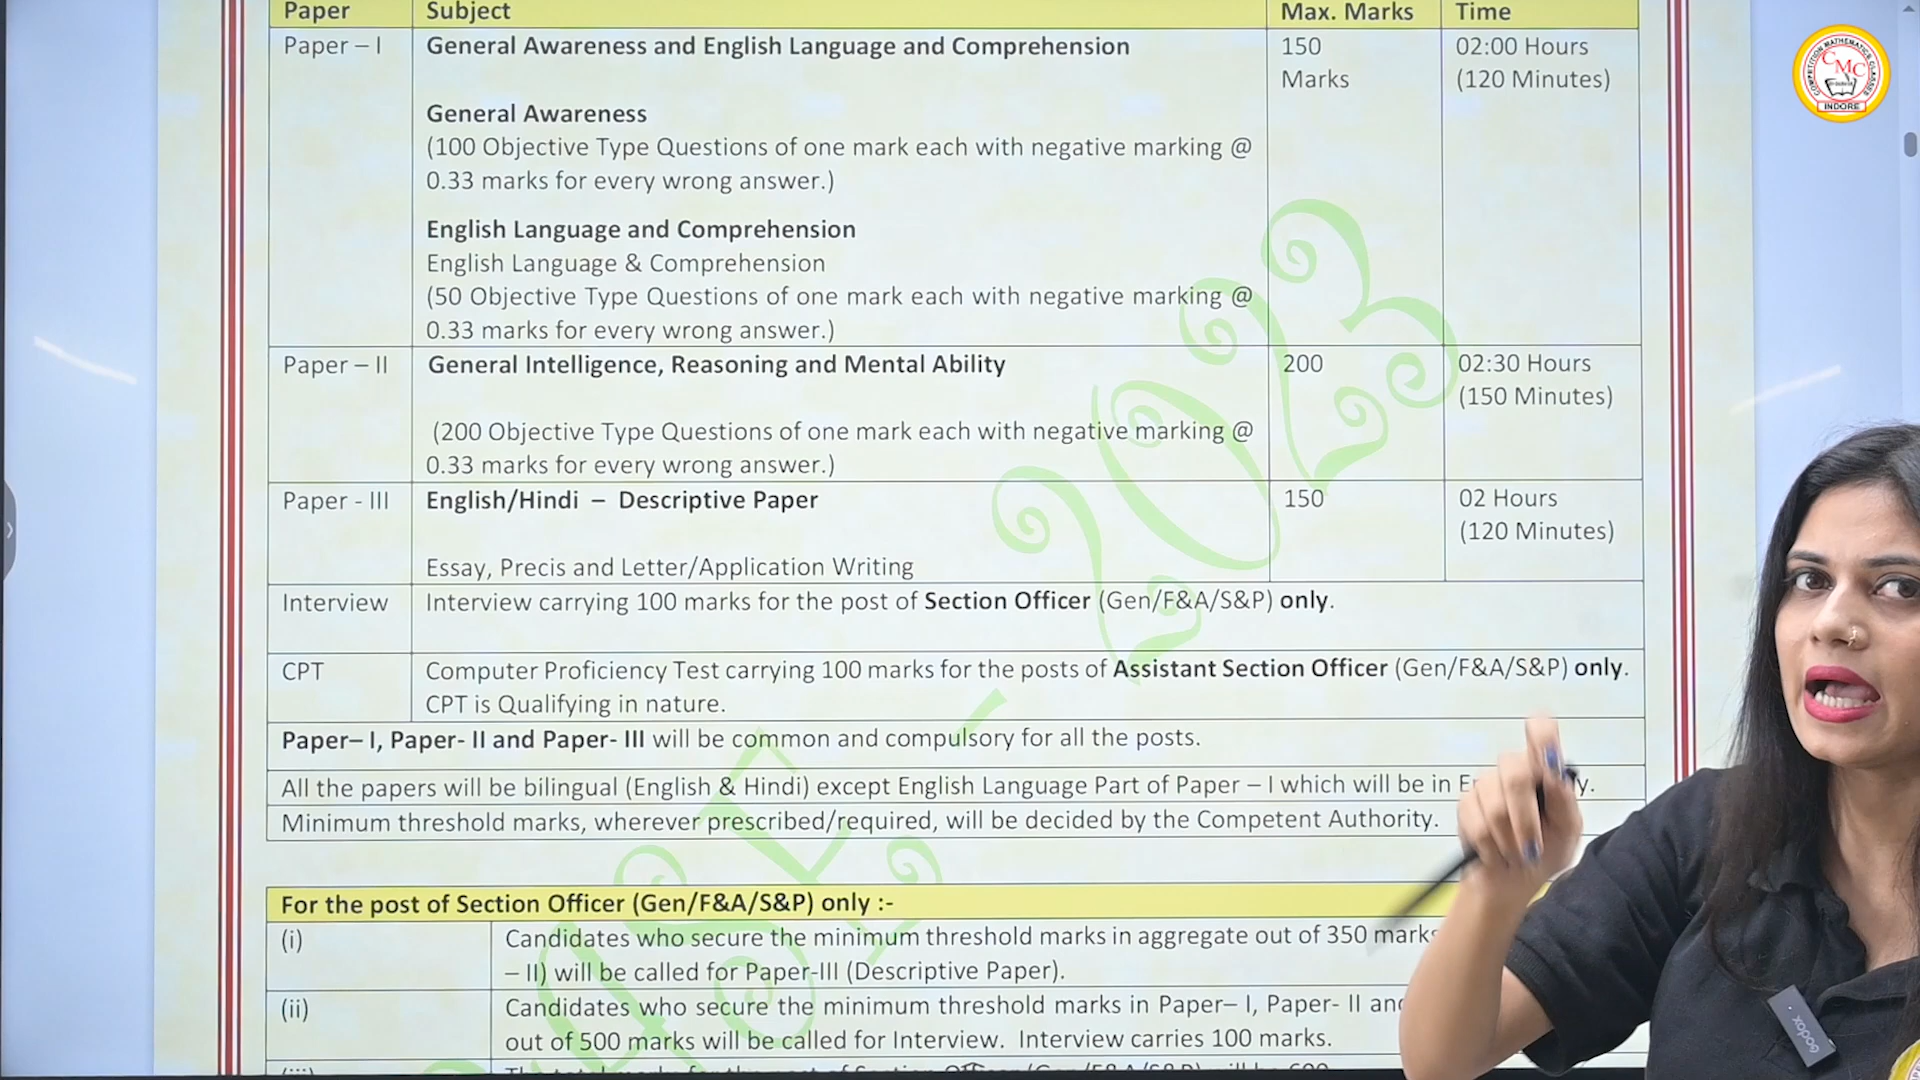 Paper Subject Max. Marks Time
Paper – I General Awareness and English Language and Comprehension 150 02:00 Hours
Marks (120 Minutes)
General Awareness
(100 Objective Type Questions of one mark each with negative marking @
0.33 marks for every wrong answer.)
English Language and Comprehension
English Language & Comprehension
(50 Objective Type Questions of one mark each with negative marking @
0.33 marks for every wrong answer.)
Paper – II General Intelligence, Reasoning and Mental Ability 200 02:30 Hours
(150 Minutes)
(200 Objective Type Questions of one mark each with negative marking @
0.33 marks for every wrong answer.)
Paper - III English/Hindi – Descriptive Paper 150 02 Hours
(120 Minutes)
Essay, Precis and Letter/Application Writing
Interview Interview carrying 100 marks for the post of Section Officer (Gen/F&A/S&P) only.
CPT Computer Proficiency Test carrying 100 marks for the posts of Assistant Section Officer (Gen/F&A/S&P) only.
CPT is Qualifying in nature.
Paper– I, Paper- II and Paper- III will be common and compulsory for all the posts.
All the papers will be bilingual (English & Hindi) except English Language Part of Paper – I which will be in
Minimum threshold marks, wherever prescribed/required, will be decided by the Competent Authority.
For the post of Section Officer (Gen/F&A/S&P) only :-
(i) Candidates who secure the minimum threshold marks in aggregate out of 350 marks
– II) will be called for Paper-III (Descriptive Paper).
(ii) Candidates who secure the minimum threshold marks in Paper– I, Paper- II and
out of 500 marks will be called for Interview. Interview carries 100 marks.
2023
COMPETITION MATHEMATICS CLASSES
CMC
INDORE
Godox